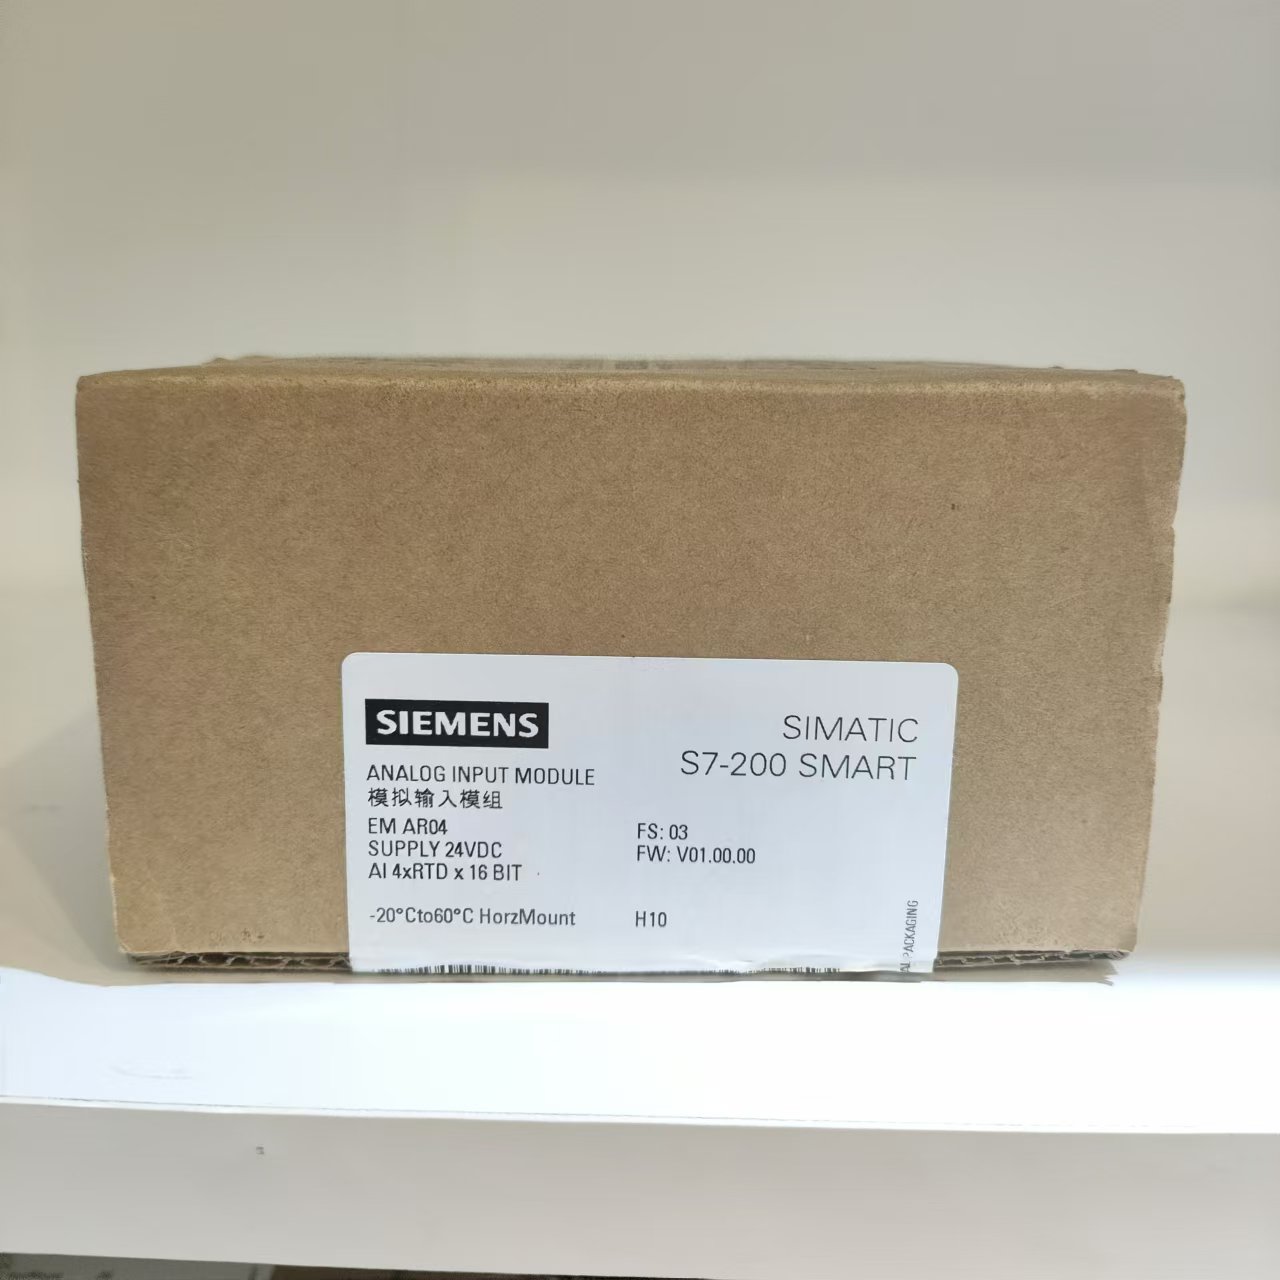 SIEMENS
SIMATIC
S7-200 SMART
ANALOG INPUT MODULE
模拟输入模组
EM AR04
SUPPLY 24VDC
AI 4xRTD x 16 BIT
FS: 03
FW: V01.00.00
-20°Cto60°C HorzMount
H10
PACKAGING